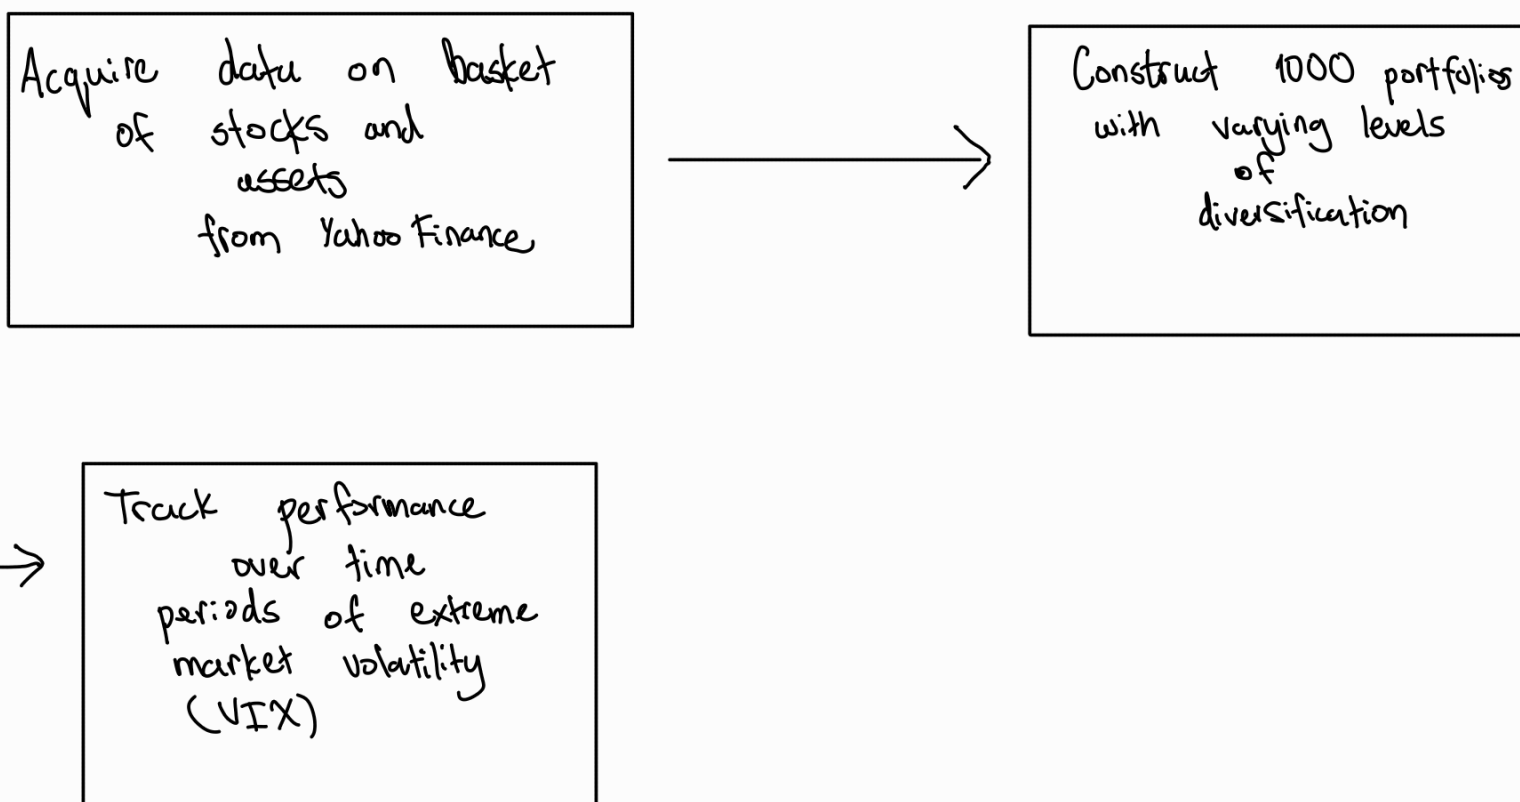 Acquire data on basket
of stocks and
assets
from Yahoo Finance
Construct 1000 portfolios
with varying levels
of
diversification
Track performance
over time
periods of extreme
market volatility
(VIX)